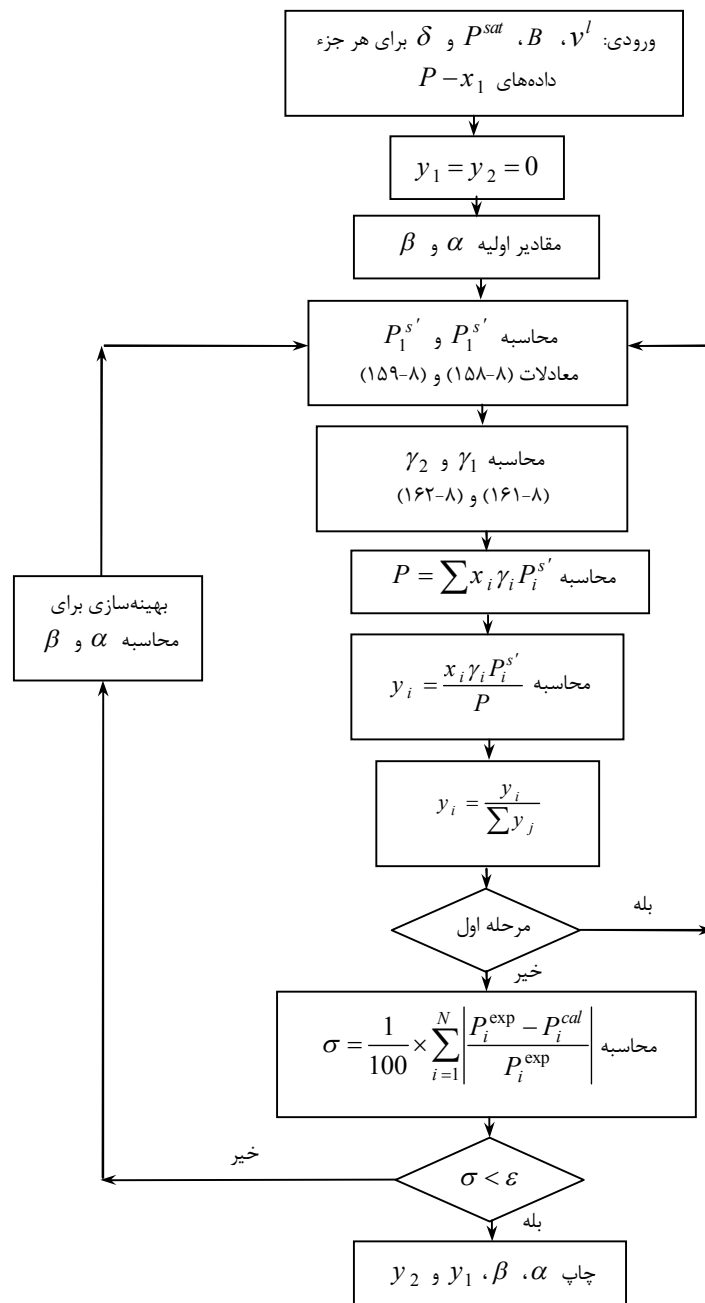 ورودی: $v^l$، $B$، $P^{sat}$ و $\delta$ برای هر جزء
داده‌های $P - x_1$
$y_1 = y_2 = 0$
مقادیر اولیه $\alpha$ و $\beta$
محاسبه $P_1^{s'}$ و $P_1^{s'}$
معادلات (۸-۱۵۸) و (۸-۱۵۹)
محاسبه $\gamma_1$ و $\gamma_2$
(۸-۱۶۱) و (۸-۱۶۲)
محاسبه $P = \sum x_i \gamma_i P_i^{s'}$
بهینه‌سازی برای
محاسبه $\alpha$ و $\beta$
محاسبه $y_i = \frac{x_i \gamma_i P_i^{s'}}{P}$
$y_i = \frac{y_i}{\sum y_j}$
مرحله اول
بله
خیر
محاسبه $\sigma = \frac{1}{100} \times \sum_{i=1}^{N} \left| \frac{P_i^{\exp} - P_i^{cal}}{P_i^{\exp}} \right|$
خیر
$\sigma < \varepsilon$
بله
چاپ $\alpha$، $\beta$، $y_1$ و $y_2$